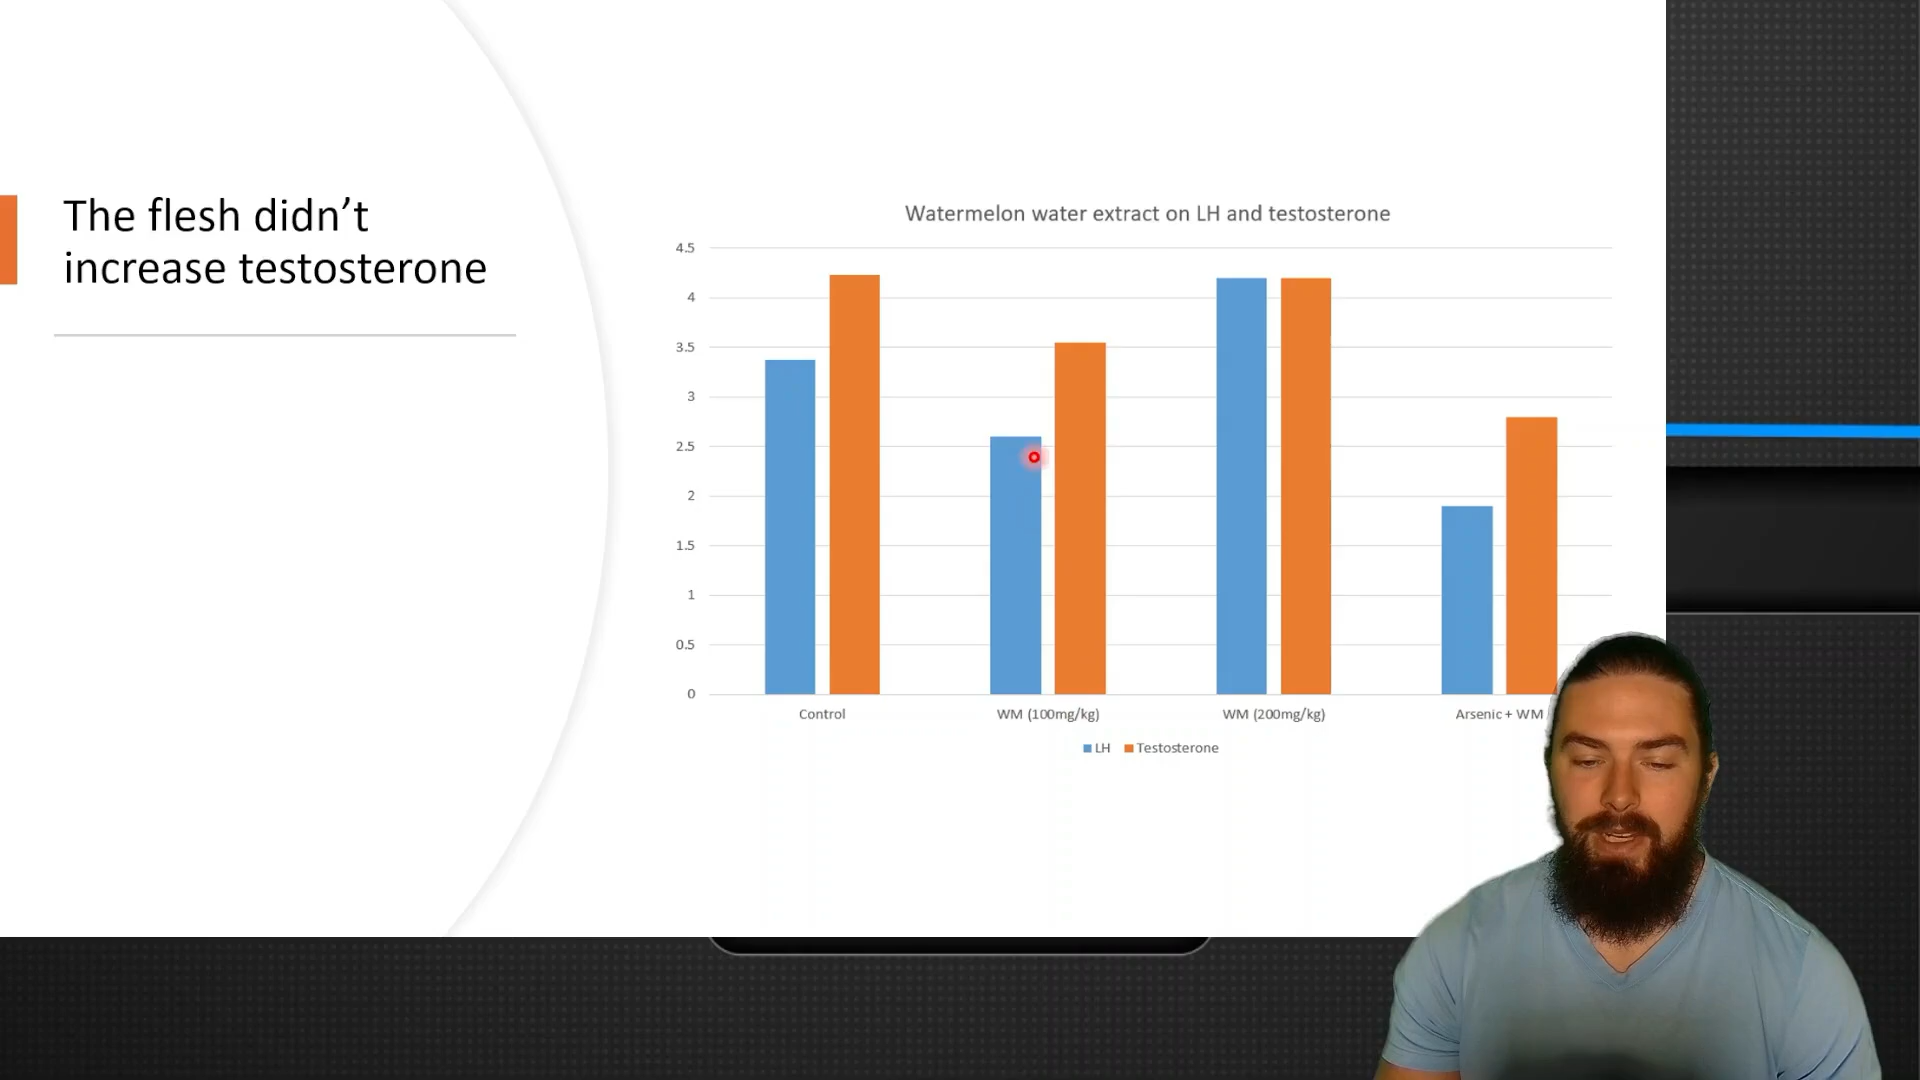 The flesh didn’t
increase testosterone
Watermelon water extract on LH and testosterone
4.5
4
3.5
3
2.5
2
1.5
1
0.5
0
Control WM (100mg/kg) WM (200mg/kg) Arsenic + WM
LH Testosterone